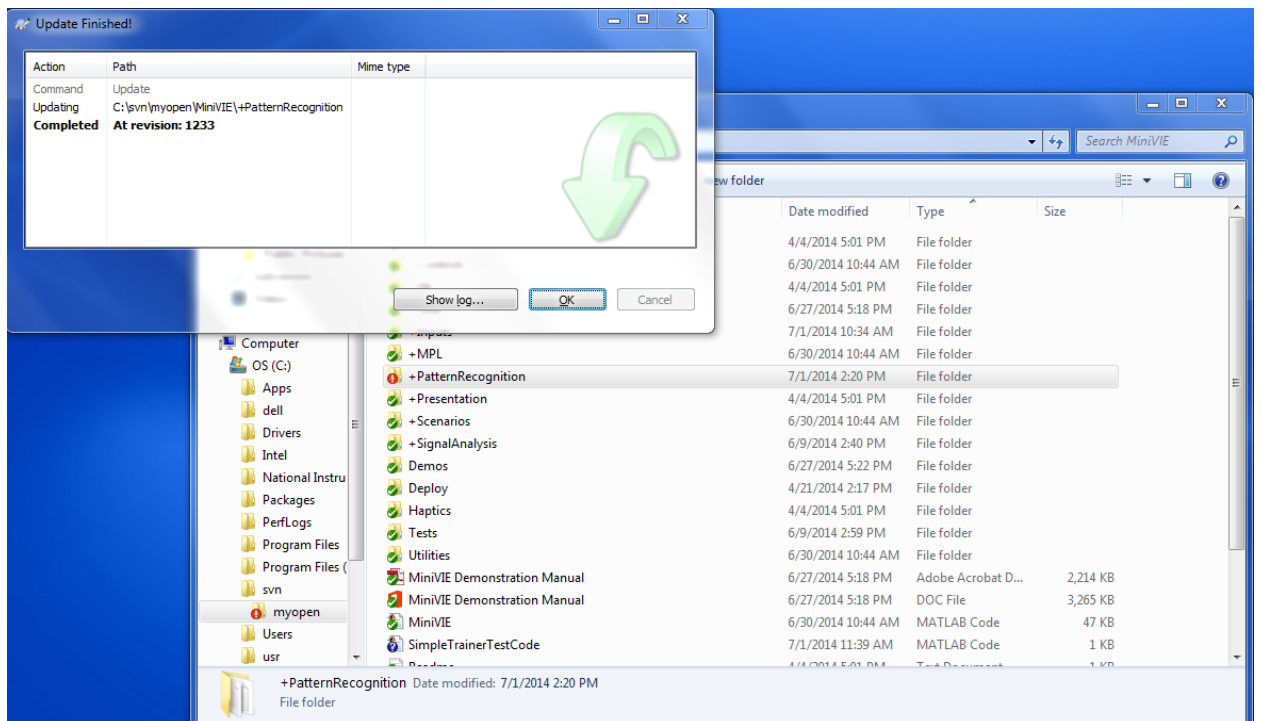 Update Finished!
Action Path Mime type
Command Update
Updating C:\svn\myopen\MiniVIE\+PatternRecognition
Completed At revision: 1233
Show log... OK Cancel
Search MiniVIE
ew folder
Date modified Type Size
4/4/2014 5:01 PM File folder
6/30/2014 10:44 AM File folder
4/4/2014 5:01 PM File folder
6/27/2014 5:18 PM File folder
+Inputs 7/1/2014 10:34 AM File folder
+MPL 6/30/2014 10:44 AM File folder
+PatternRecognition 7/1/2014 2:20 PM File folder
+Presentation 4/4/2014 5:01 PM File folder
+Scenarios 6/30/2014 10:44 AM File folder
+SignalAnalysis 6/9/2014 2:40 PM File folder
Demos 6/27/2014 5:22 PM File folder
Deploy 4/21/2014 2:17 PM File folder
Haptics 4/4/2014 5:01 PM File folder
Tests 6/9/2014 2:59 PM File folder
Utilities 6/30/2014 10:44 AM File folder
MiniVIE Demonstration Manual 6/27/2014 5:18 PM Adobe Acrobat D... 2,214 KB
MiniVIE Demonstration Manual 6/27/2014 5:18 PM DOC File 3,265 KB
MiniVIE 6/30/2014 10:44 AM MATLAB Code 47 KB
SimpleTrainerTestCode 7/1/2014 11:39 AM MATLAB Code 1 KB
Readme 4/4/2014 5:01 PM Text Document 1 KB
Computer
OS (C:)
Apps
dell
Drivers
Intel
National Instru
Packages
PerfLogs
Program Files
Program Files (
svn
myopen
Users
usr
+PatternRecognition Date modified: 7/1/2014 2:20 PM
File folder